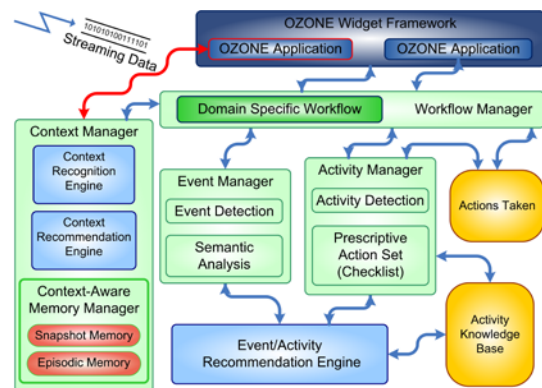 OZONE Widget Framework
101010100111101
Streaming Data
OZONE Application
OZONE Application
Domain Specific Workflow
Workflow Manager
Context Manager
Context
Recognition
Engine
Context
Recommendation
Engine
Context-Aware
Memory Manager
Snapshot Memory
Episodic Memory
Event Manager
Event Detection
Semantic
Analysis
Activity Manager
Activity Detection
Prescriptive
Action Set
(Checklist)
Actions Taken
Event/Activity
Recommendation Engine
Activity
Knowledge
Base